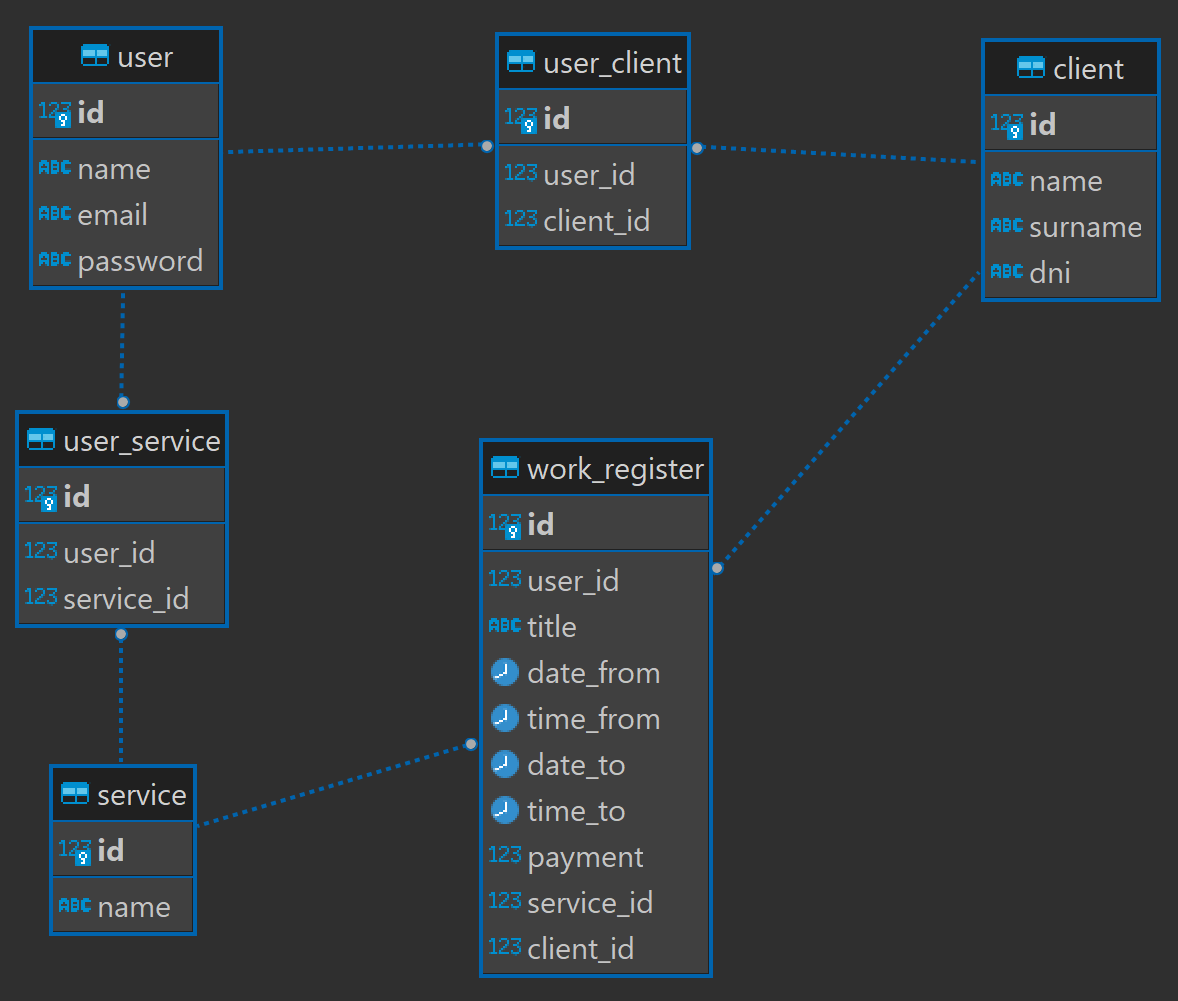 user
123 id
ABC name
ABC email
ABC password
user_client
123 id
123 user_id
123 client_id
client
123 id
ABC name
ABC surname
ABC dni
user_service
123 id
123 user_id
123 service_id
work_register
123 id
123 user_id
ABC title
date_from
time_from
date_to
time_to
123 payment
123 service_id
123 client_id
service
123 id
ABC name